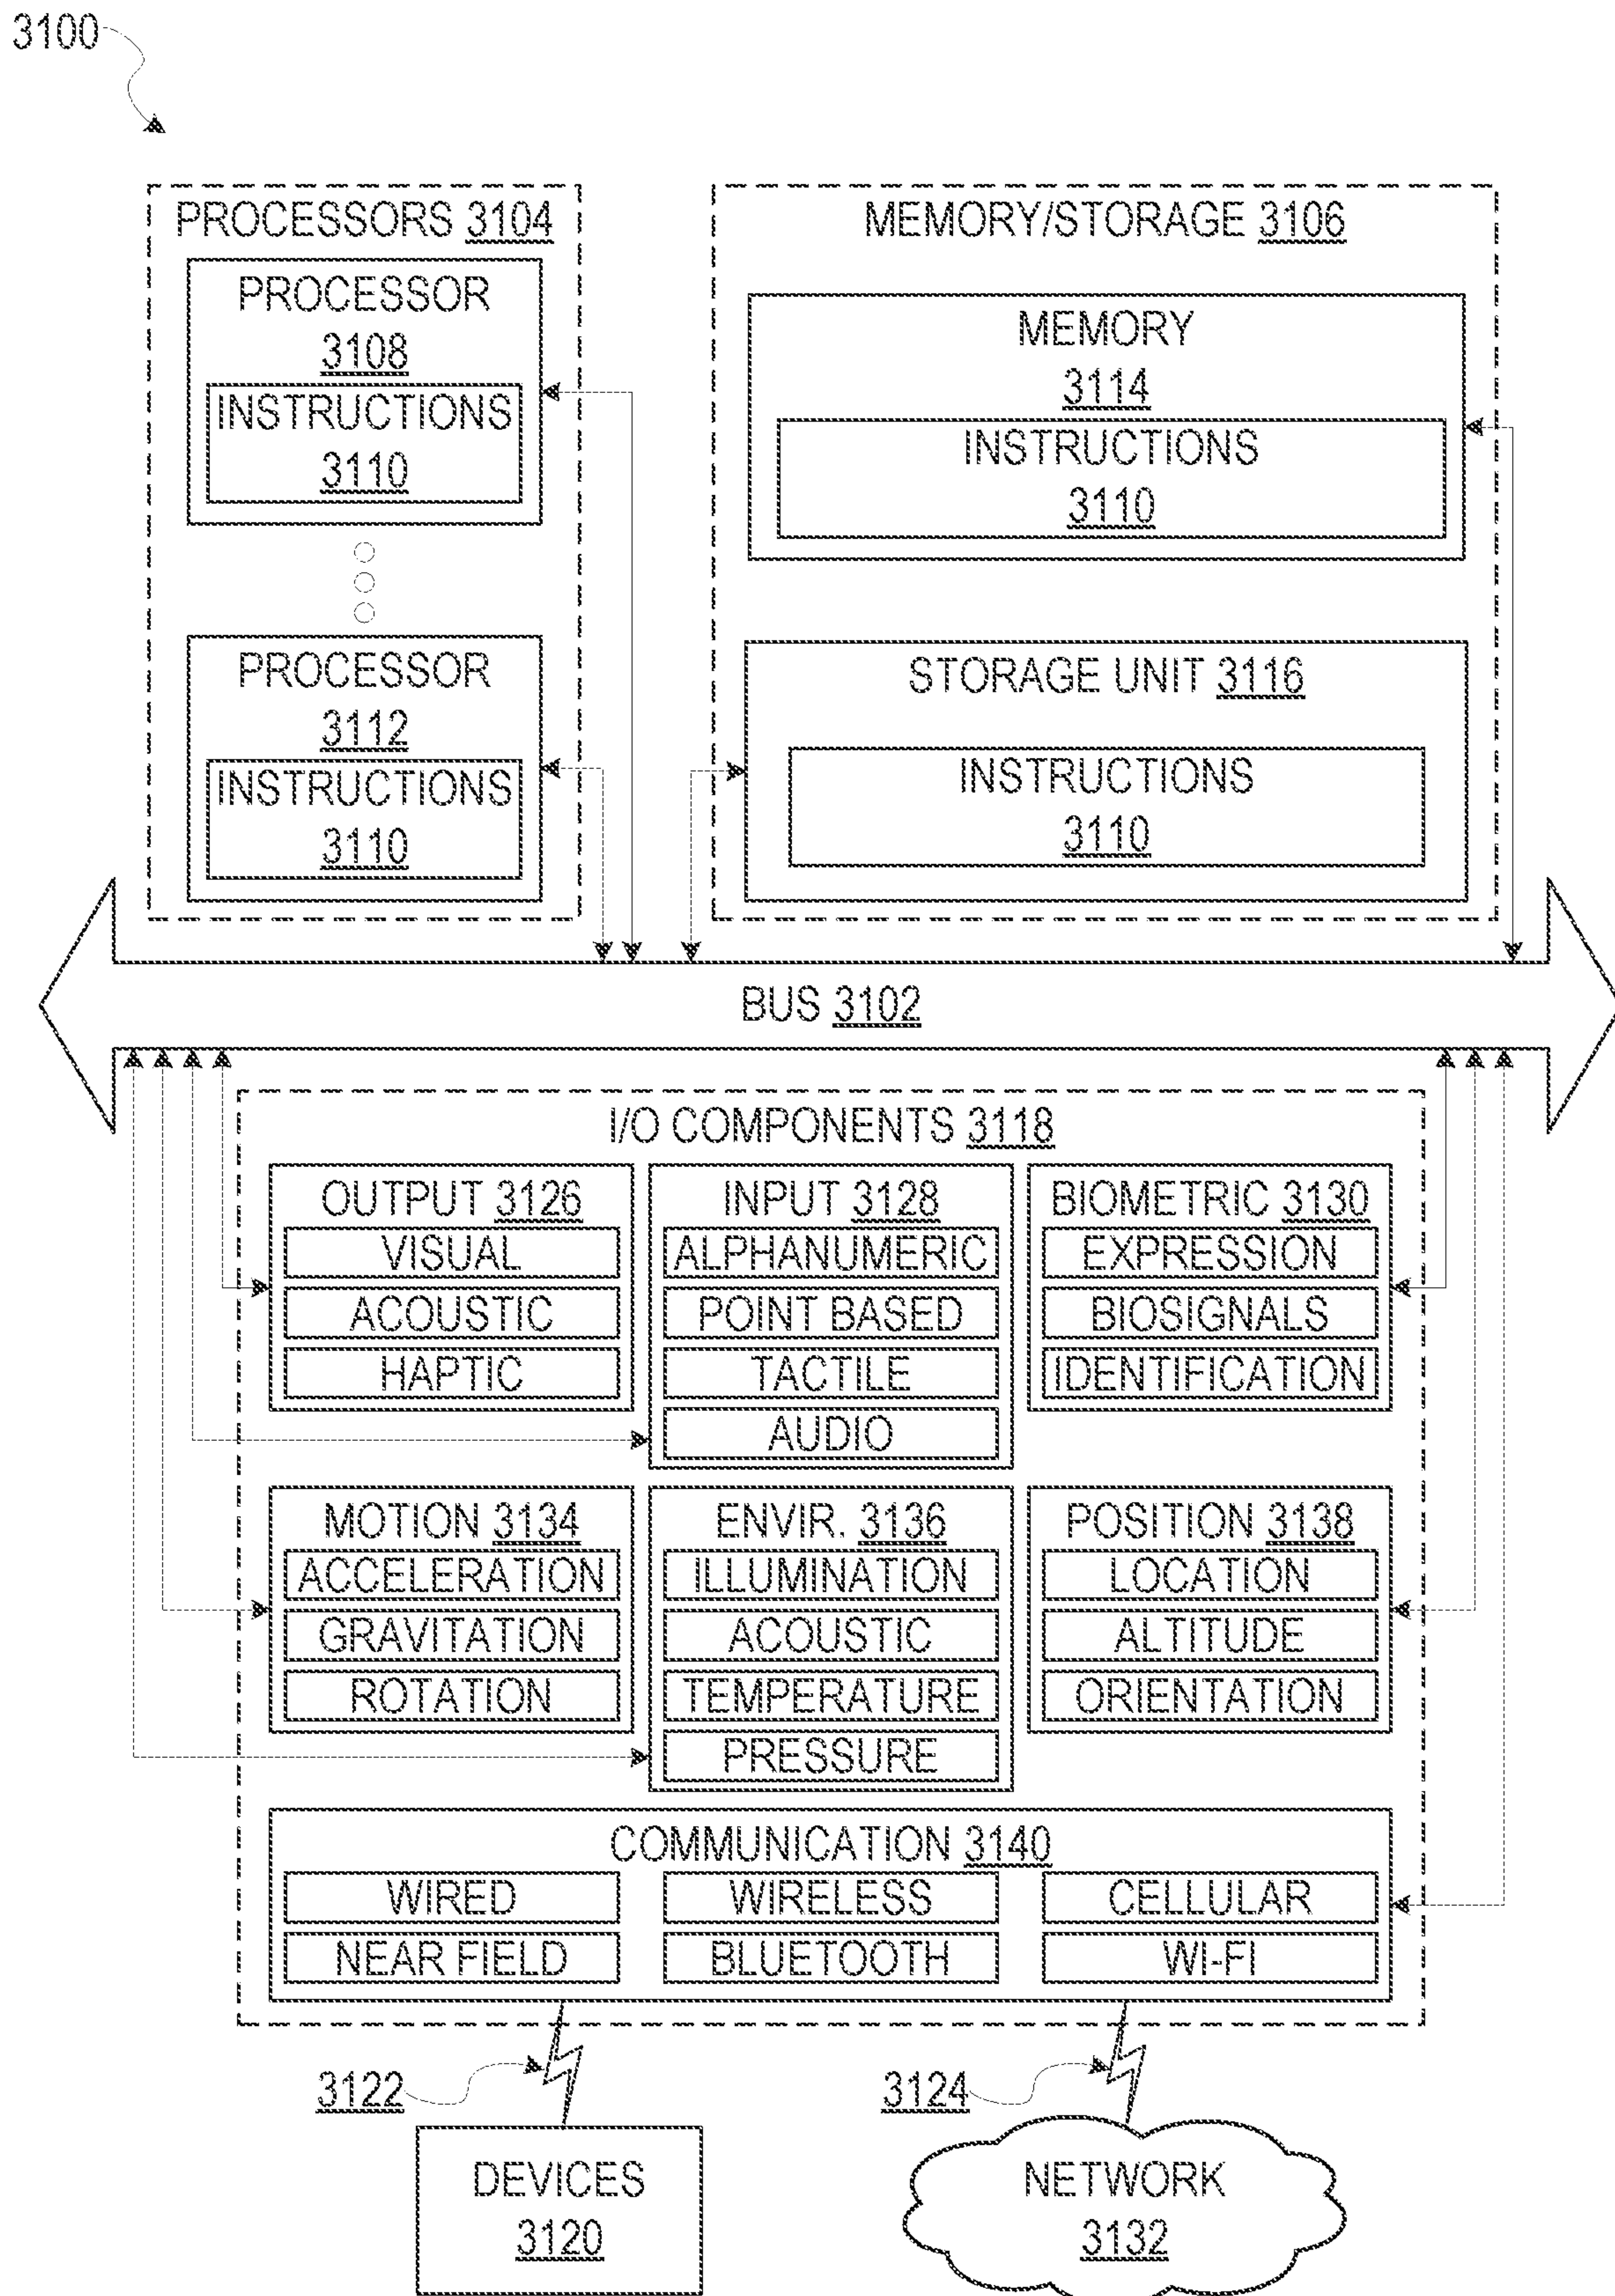 3100
PROCESSORS 3104
PROCESSOR
3108
INSTRUCTIONS
3110
PROCESSOR
3112
INSTRUCTIONS
3110
MEMORY/STORAGE 3106
MEMORY
3114
INSTRUCTIONS
3110
STORAGE UNIT 3116
INSTRUCTIONS
3110
BUS 3102
I/O COMPONENTS 3118
OUTPUT 3126
VISUAL
ACOUSTIC
HAPTIC
INPUT 3128
ALPHANUMERIC
POINT BASED
TACTILE
AUDIO
BIOMETRIC 3130
EXPRESSION
BIOSIGNALS
IDENTIFICATION
MOTION 3134
ACCELERATION
GRAVITATION
ROTATION
ENVIR. 3136
ILLUMINATION
ACOUSTIC
TEMPERATURE
PRESSURE
POSITION 3138
LOCATION
ALTITUDE
ORIENTATION
COMMUNICATION 3140
WIRED
WIRELESS
CELLULAR
NEAR FIELD
BLUETOOTH
WI-FI
3122
3124
DEVICES
3120
NETWORK
3132